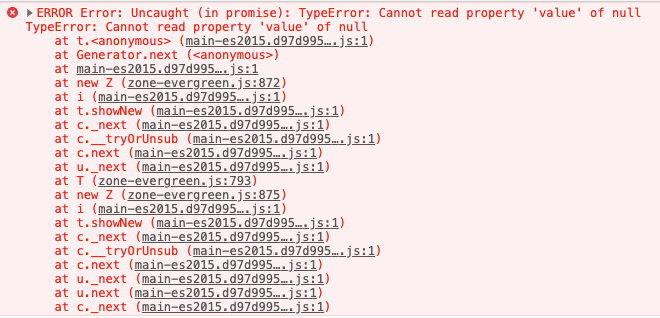 ERROR Error: Uncaught (in promise): TypeError: Cannot read property 'value' of null
TypeError: Cannot read property 'value' of null
at t.<anonymous> (main-es2015.d97d995….js:1)
at Generator.next (<anonymous>)
at main-es2015.d97d995….js:1
at new Z (zone-evergreen.js:872)
at i (main-es2015.d97d995….js:1)
at t.showNew (main-es2015.d97d995….js:1)
at c._next (main-es2015.d97d995….js:1)
at c.__tryOrUnsub (main-es2015.d97d995….js:1)
at c.next (main-es2015.d97d995….js:1)
at u._next (main-es2015.d97d995….js:1)
at T (zone-evergreen.js:793)
at new Z (zone-evergreen.js:875)
at i (main-es2015.d97d995….js:1)
at t.showNew (main-es2015.d97d995….js:1)
at c._next (main-es2015.d97d995….js:1)
at c.__tryOrUnsub (main-es2015.d97d995….js:1)
at c.next (main-es2015.d97d995….js:1)
at u._next (main-es2015.d97d995….js:1)
at u.next (main-es2015.d97d995….js:1)
at c._next (main-es2015.d97d995….js:1)